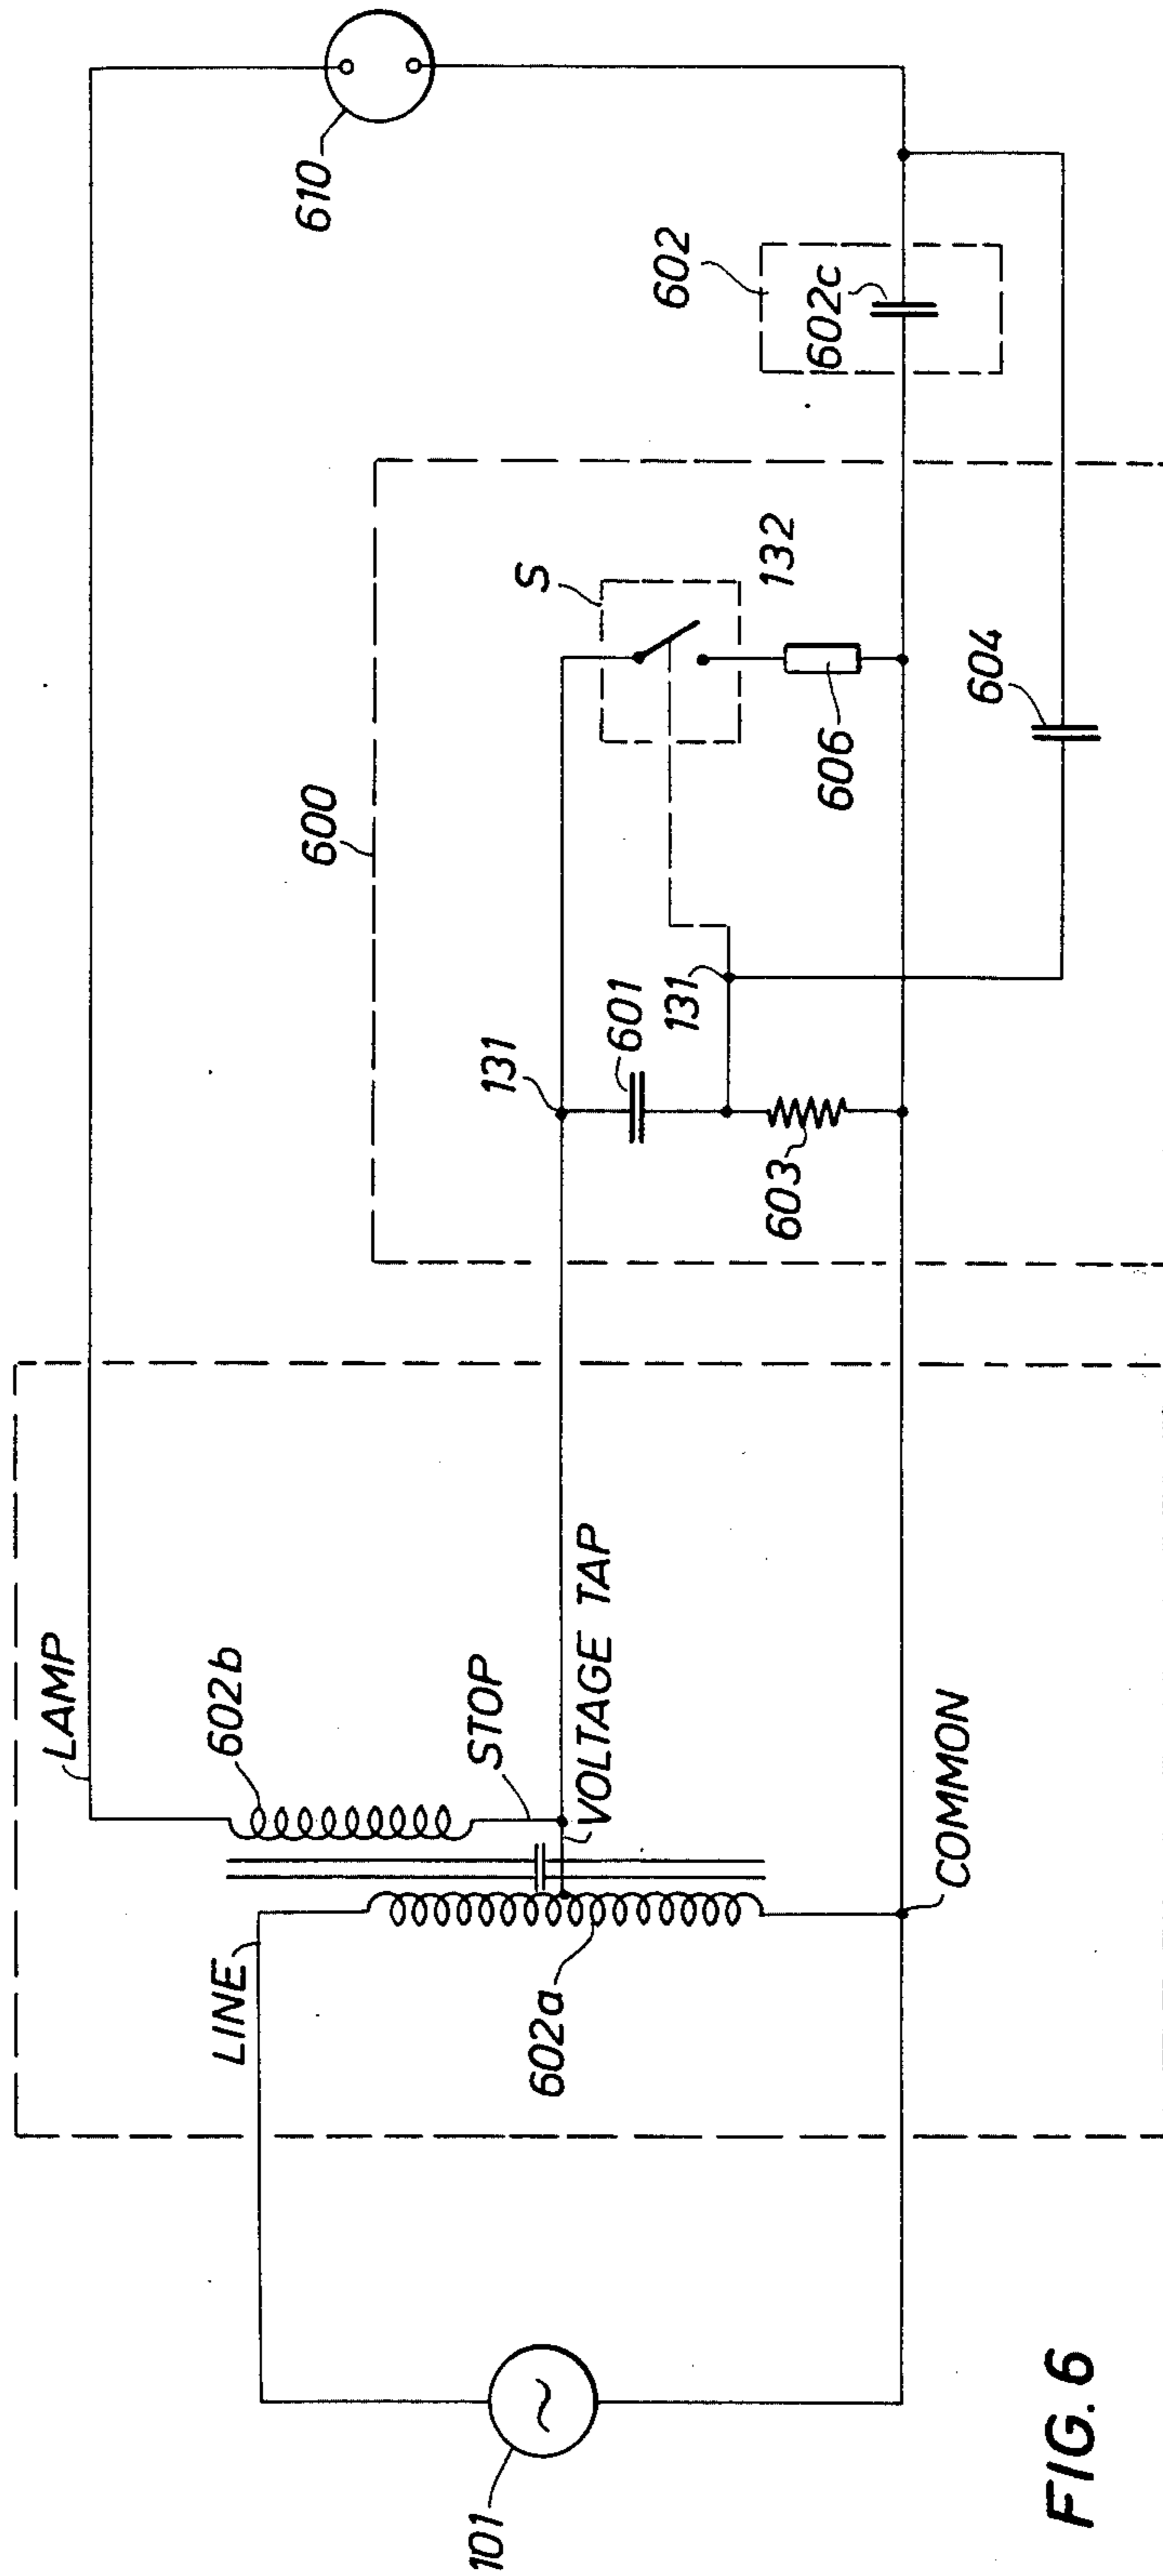 LAMP
610
602b
STOP
LINE
602a
VOLTAGE TAP
COMMON
101
600
131
601
131
603
S
132
606
602
602c
604
FIG. 6